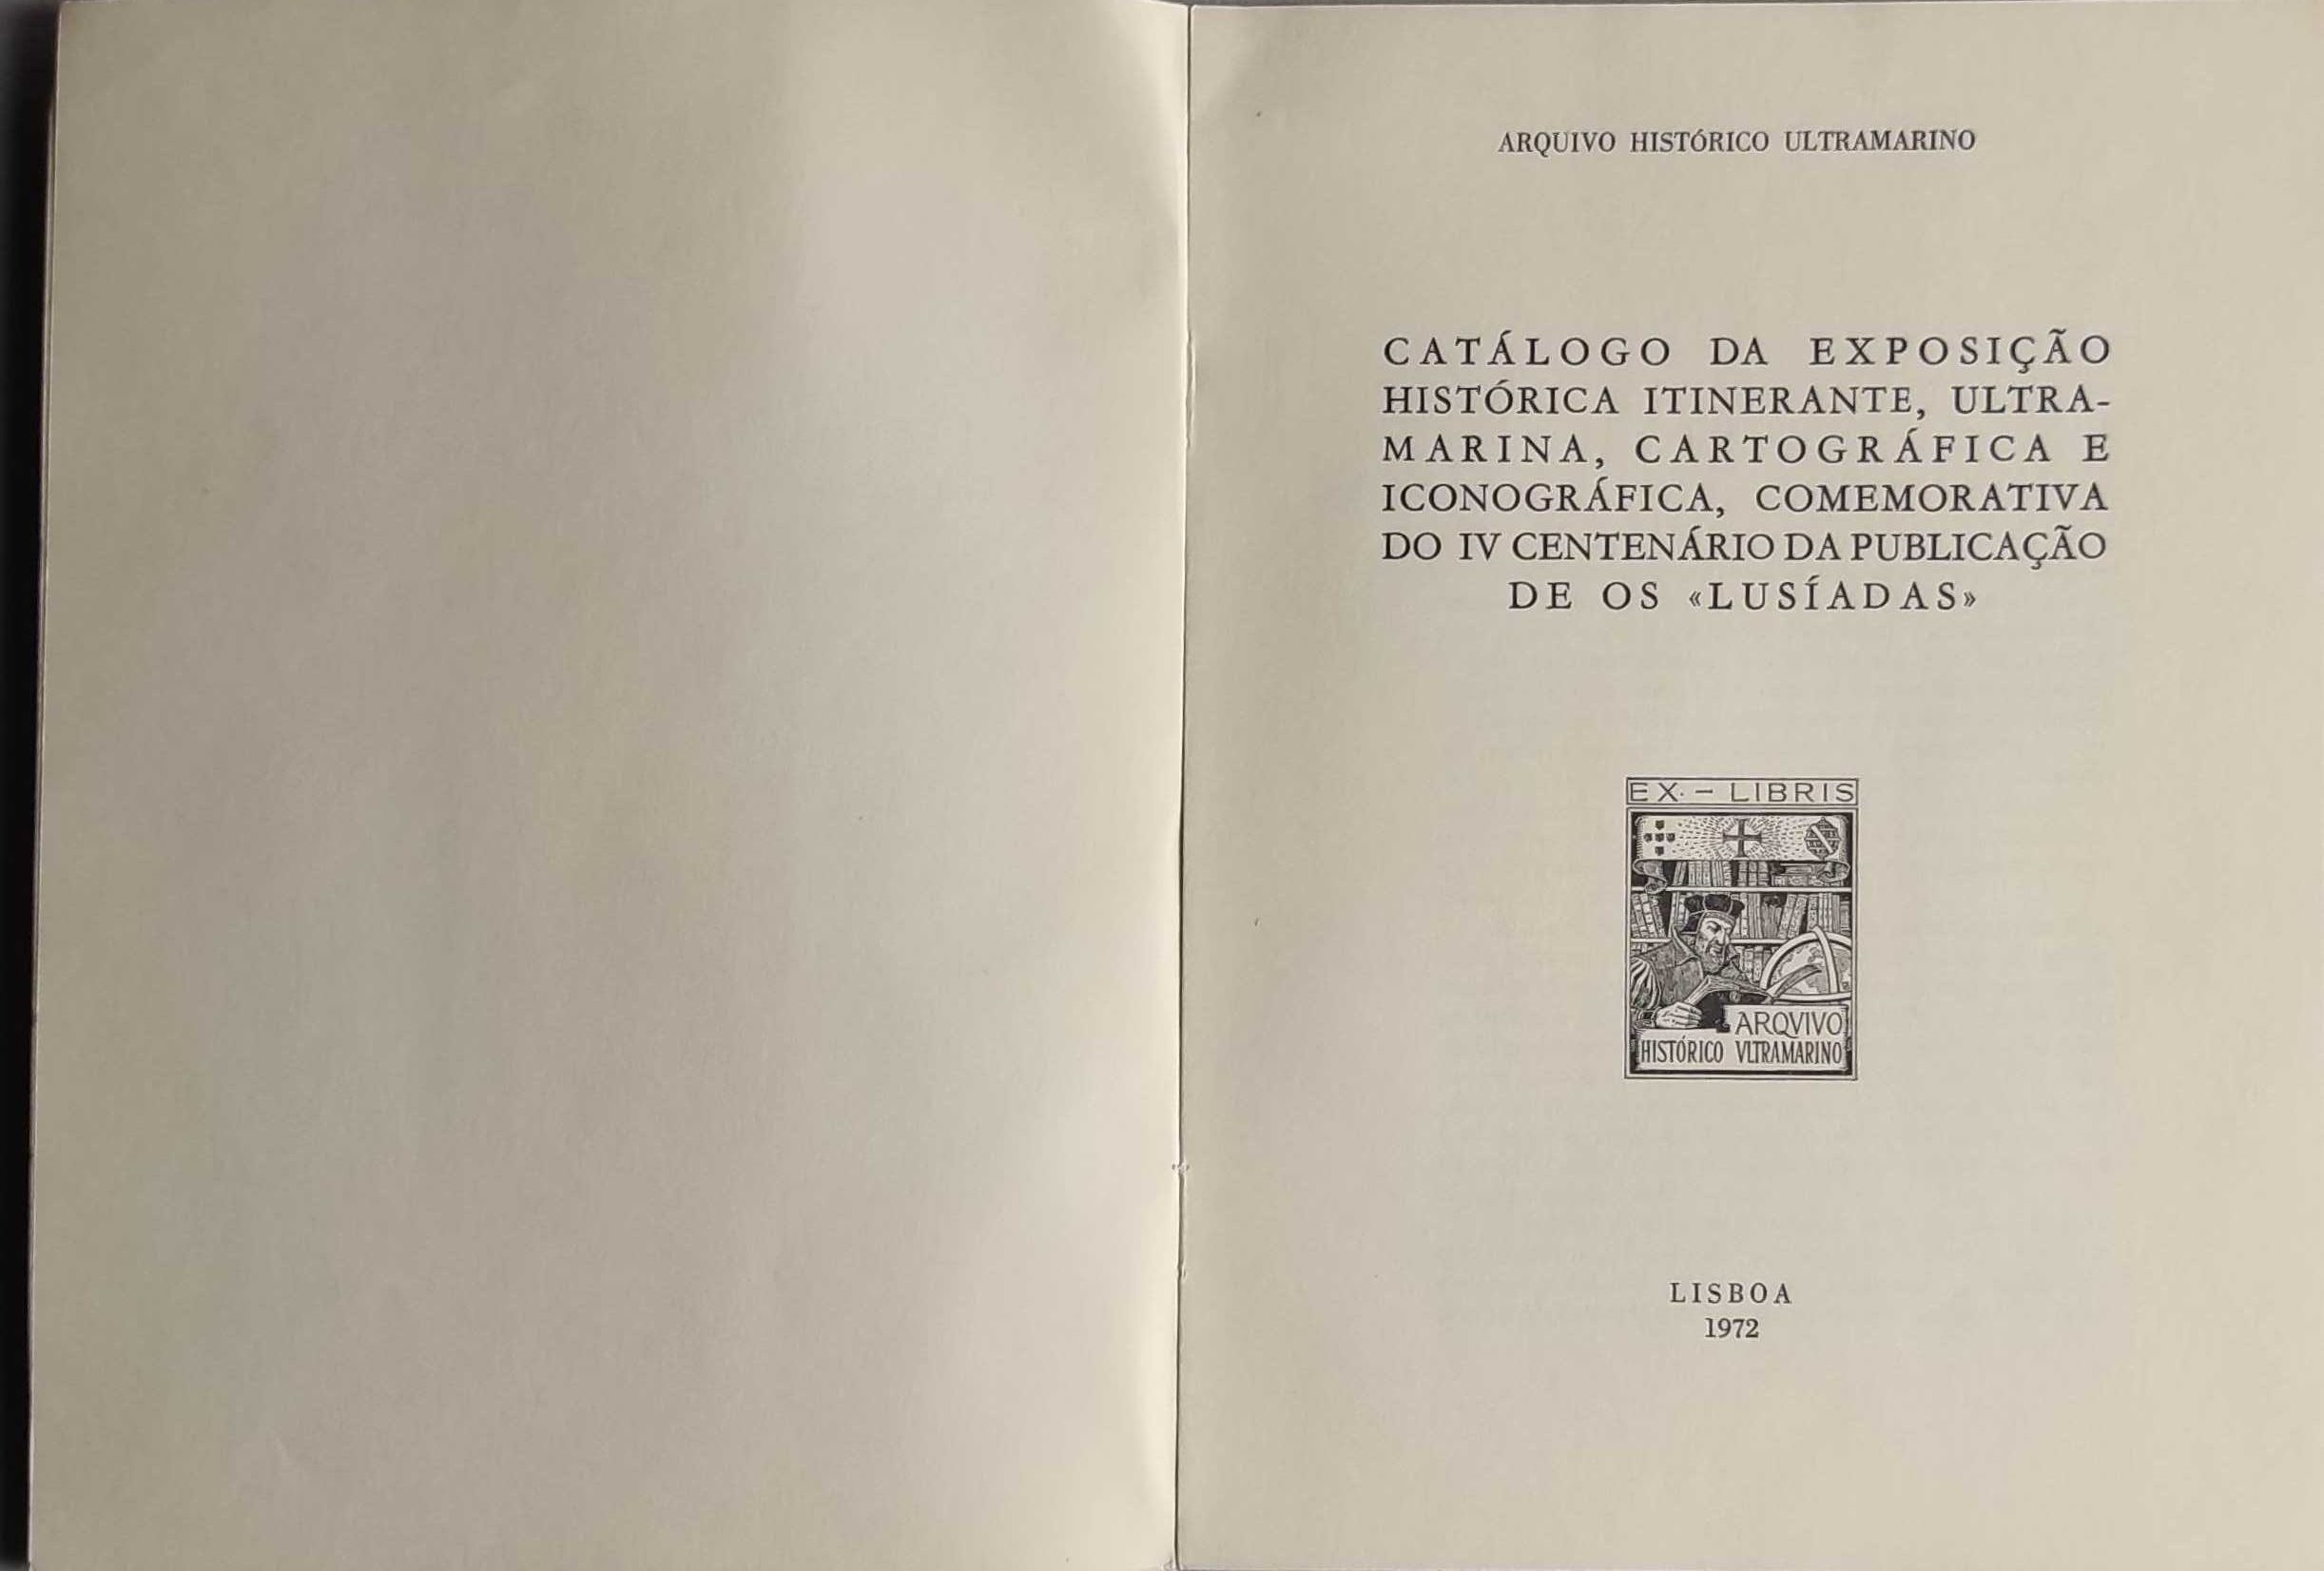 ARQUIVO HISTÓRICO ULTRAMARINO
CATÁLOGO DA EXPOSIÇÃO
HISTÓRICA ITINERANTE, ULTRA-
MARINA, CARTOGRÁFICA E
ICONOGRÁFICA, COMEMORATIVA
DO IV CENTENÁRIO DA PUBLICAÇÃO
DE OS «LUSÍADAS»
EX·–LIBRIS
ARQVIVO
HISTÓRICO VLTRAMARINO
LISBOA
1972